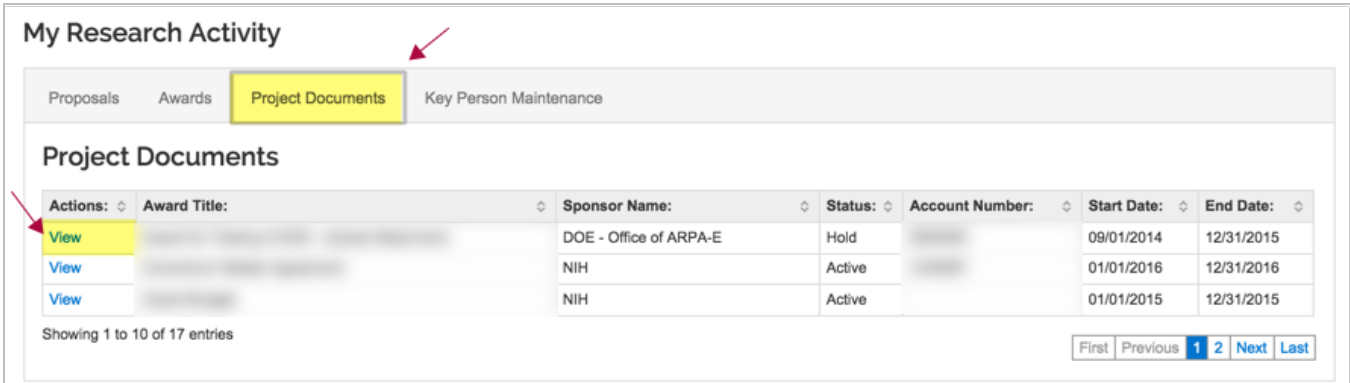 My Research Activity
Proposals Awards Project Documents Key Person Maintenance
Project Documents
Actions: Award Title: Sponsor Name: Status: Account Number: Start Date: End Date:
View DOE - Office of ARPA-E Hold 09/01/2014 12/31/2015
View NIH Active 01/01/2016 12/31/2016
View NIH Active 01/01/2015 12/31/2015
Showing 1 to 10 of 17 entries
First Previous 1 2 Next Last